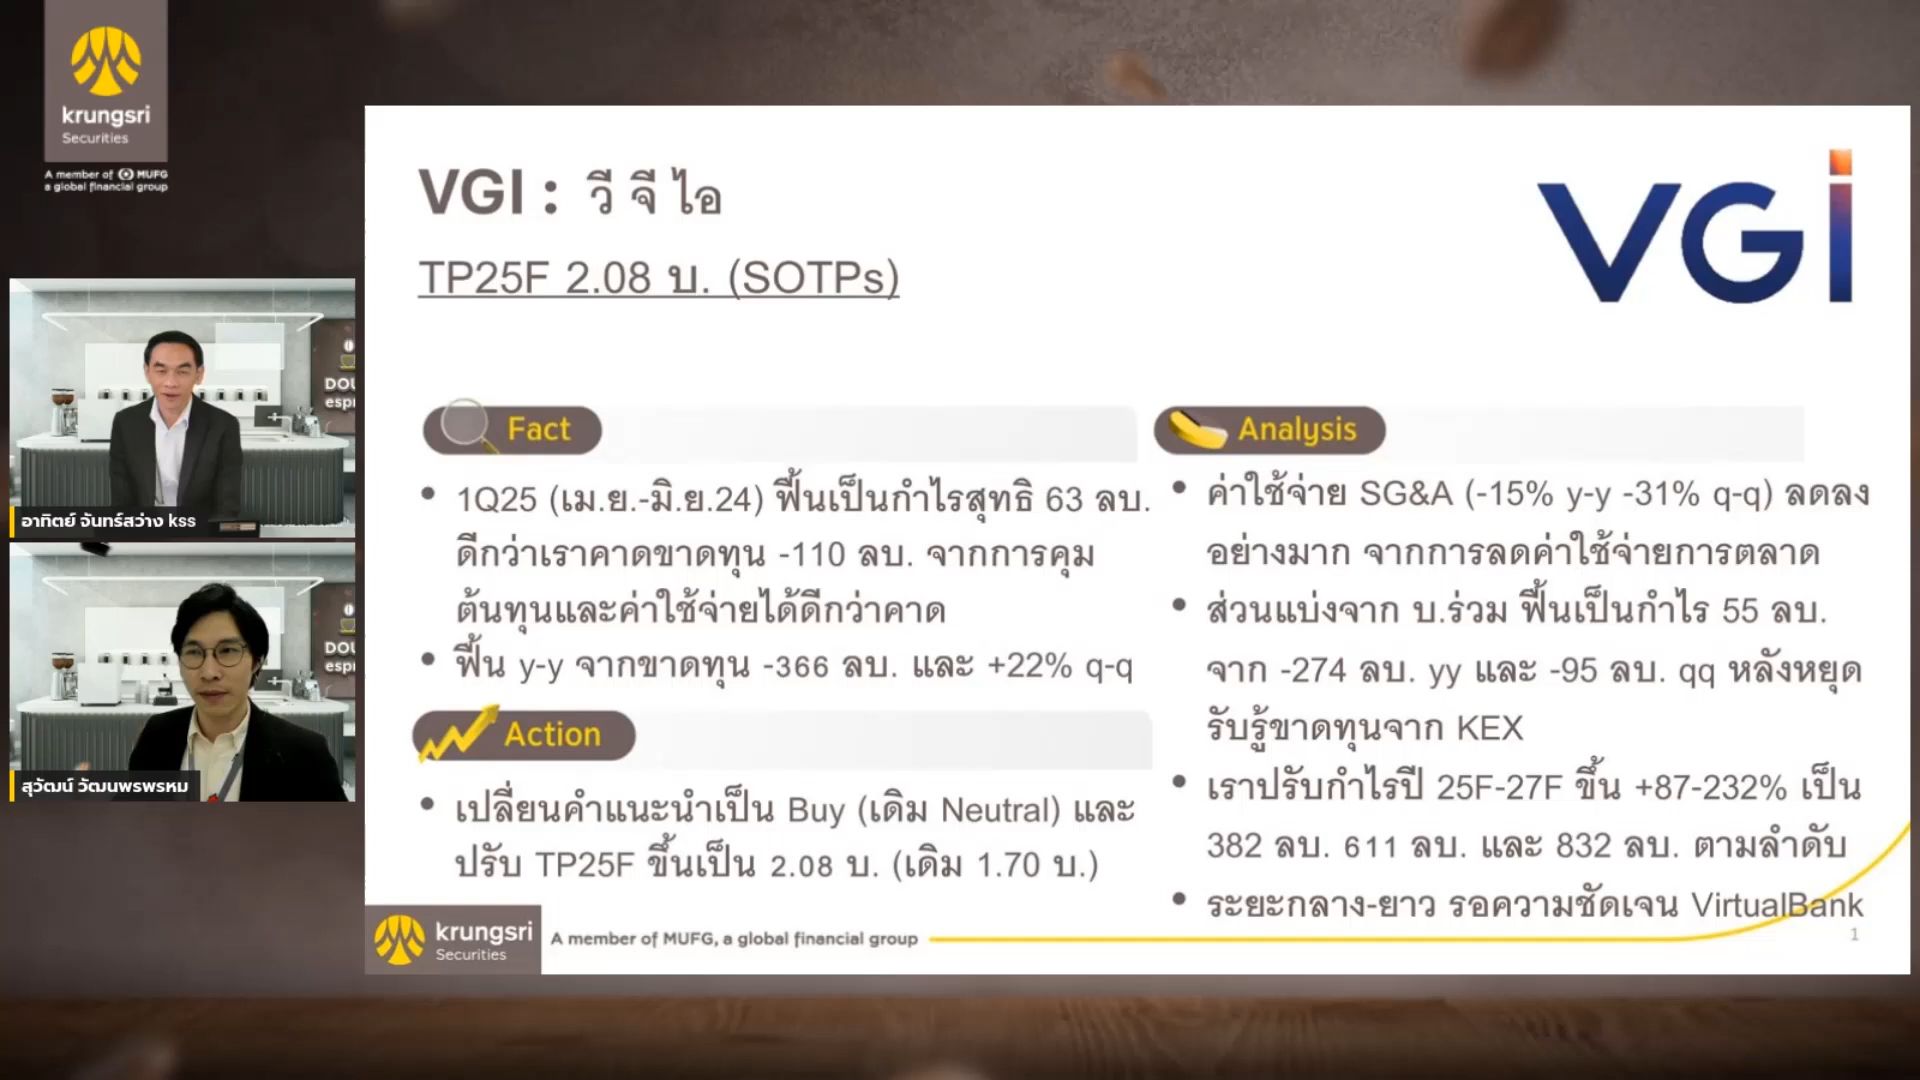 krungsri
Securities
A member of MUFG
a global financial group
VGI : วี จี ไอ
TP25F 2.08 บ. (SOTPs)
VGI
Fact
• 1Q25 (เม.ย.-มิ.ย.24) ฟื้นเป็นกำไรสุทธิ 63 ลบ.
ดีกว่าเราคาดขาดทุน -110 ลบ. จากการคุม
ต้นทุนและค่าใช้จ่ายได้ดีกว่าคาด
• ฟื้น y-y จากขาดทุน -366 ลบ. และ +22% q-q
Action
• เปลี่ยนคำแนะนำเป็น Buy (เดิม Neutral) และ
ปรับ TP25F ขึ้นเป็น 2.08 บ. (เดิม 1.70 บ.)
Analysis
• ค่าใช้จ่าย SG&A (-15% y-y -31% q-q) ลดลง
อย่างมาก จากการลดค่าใช้จ่ายการตลาด
• ส่วนแบ่งจาก บ.ร่วม ฟื้นเป็นกำไร 55 ลบ.
จาก -274 ลบ. yy และ -95 ลบ. qq หลังหยุด
รับรู้ขาดทุนจาก KEX
• เราปรับกำไรปี 25F-27F ขึ้น +87-232% เป็น
382 ลบ. 611 ลบ. และ 832 ลบ. ตามลำดับ
• ระยะกลาง-ยาว รอความชัดเจน VirtualBank
1
krungsri
Securities
A member of MUFG, a global financial group
DOU
espr
อาทิตย์ จันทร์สว่าง kss
DOU
espr
สุวัฒน์ วัฒนพรพรหม